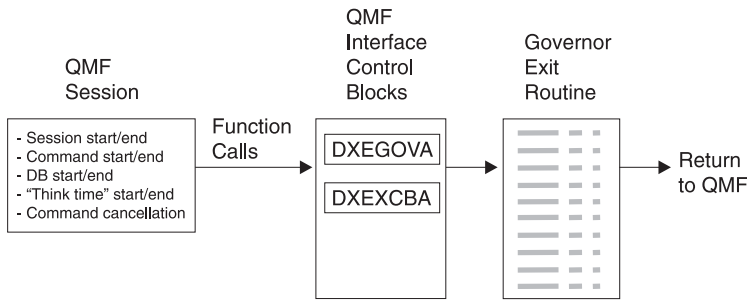 QMF
Session
- Session start/end
- Command start/end
- DB start/end
- “Think time” start/end
- Command cancellation
Function
Calls
QMF
Interface
Control
Blocks
DXEGOVA
DXEXCBA
Governor
Exit
Routine
Return
to QMF